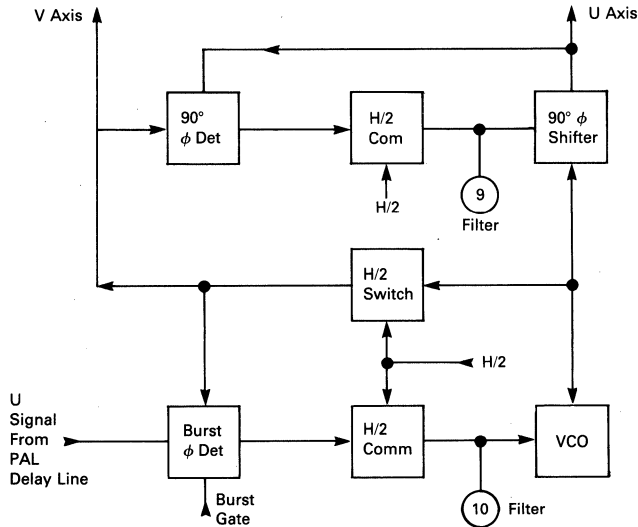 V Axis
U Axis
90°
ϕ Det
H/2
Com
90° ϕ
Shifter
H/2
9
Filter
H/2
Switch
H/2
U
Signal
From
PAL
Delay Line
Burst
ϕ Det
H/2
Comm
VCO
Burst
Gate
10
Filter